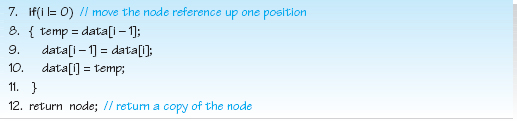 7. if(i != 0) // move the node reference up one position
8. { temp = data[i – 1];
9. data[i – 1] = data[i];
10. data[i] = temp;
11. }
12. return node; // return a copy of the node